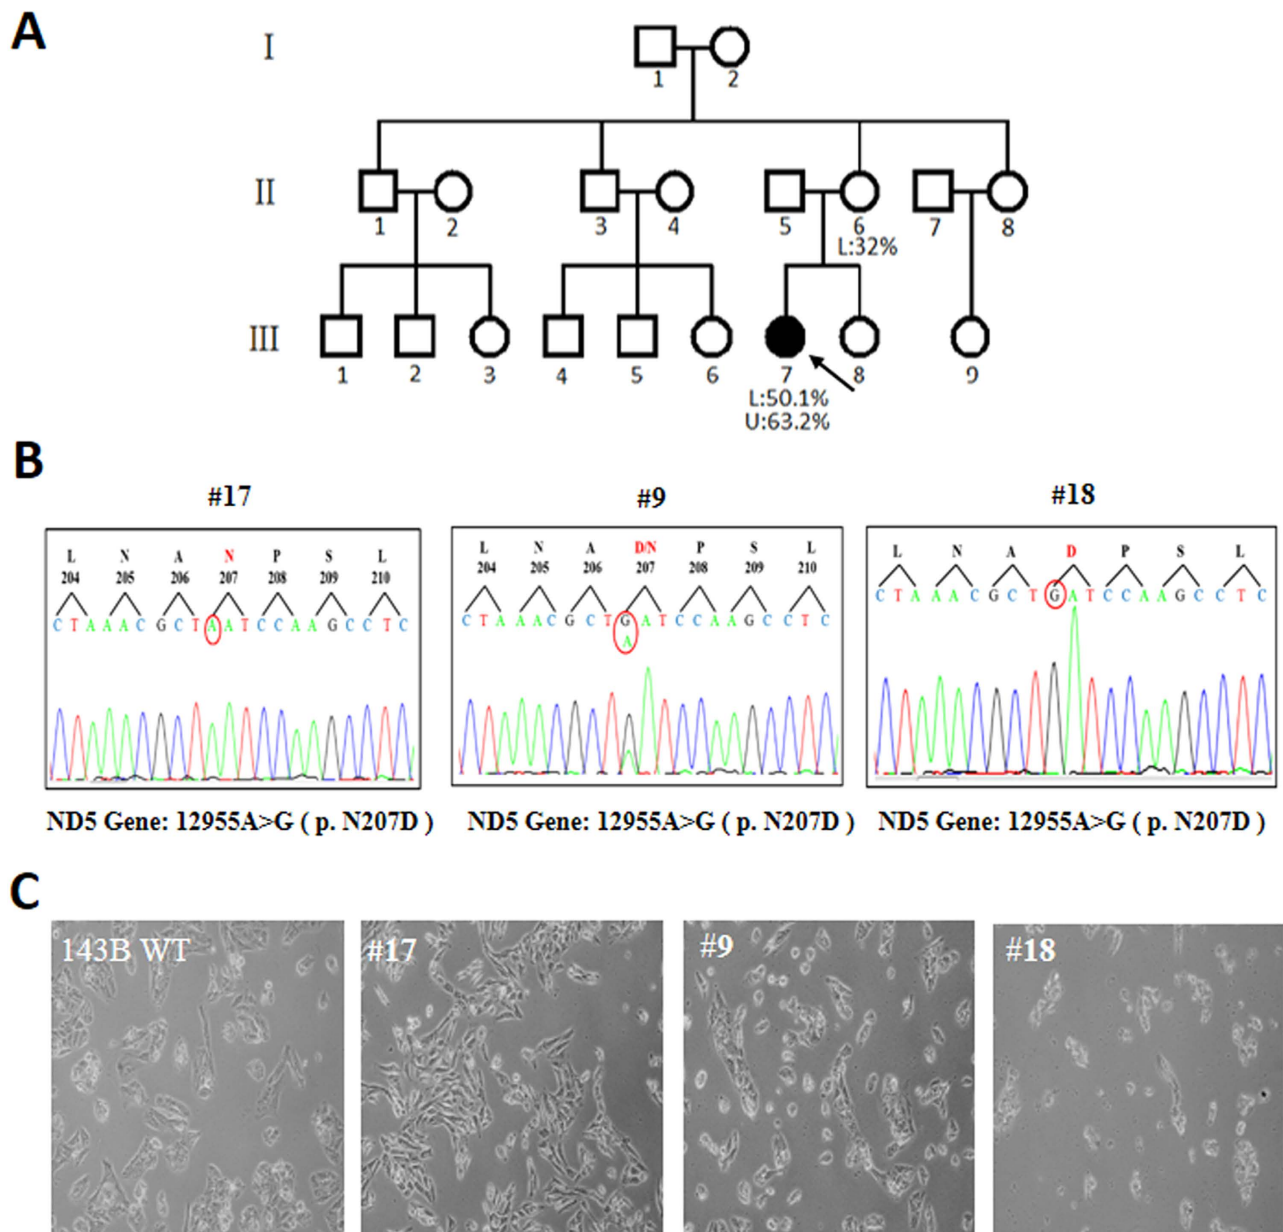 A
I
1 2
II
1 2 3 4 5 6 7 8
L:32%
III
1 2 3 4 5 6 7 8 9
L:50.1%
U:63.2%
B
#17 #9 #18
L N A N P S L
204 205 206 207 208 209 210
C T A A A C G C T A A T C C A A G C C T C
L N A D/N P S L
204 205 206 207 208 209 210
C T A A A C G C T G A T C C A A G C C T C
A
L N A D P S L
C T A A A C G C T G A T C C A A G C C T C
ND5 Gene: 12955A>G ( p. N207D )
ND5 Gene: 12955A>G ( p. N207D )
ND5 Gene: 12955A>G ( p. N207D )
C
143B WT #17 #9 #18